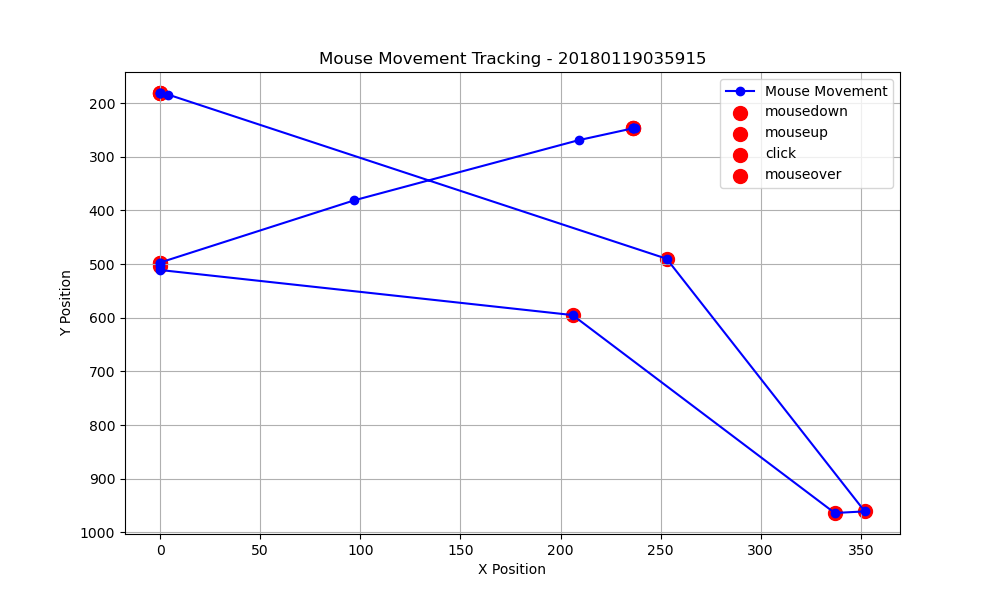 Mouse Movement Tracking - 20180119035915
Mouse Movement
mousedown
mouseup
click
mouseover
200
300
400
500
600
700
800
900
1000
Y Position
0 50 100 150 200 250 300 350
X Position